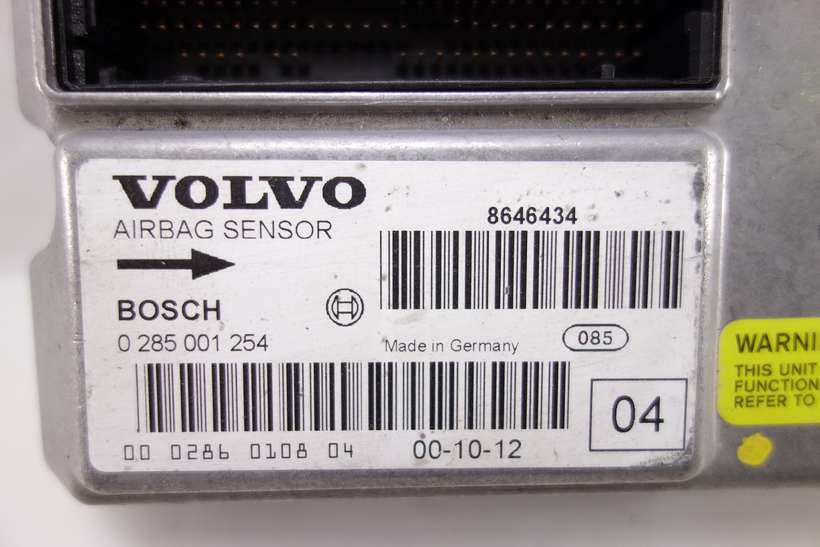 VOLVO
AIRBAG SENSOR
8646434
BOSCH
0 285 001 254
Made in Germany
085
00 0286 0108 04
00-10-12
04
THIS UNIT
FUNCTION
REFER TO